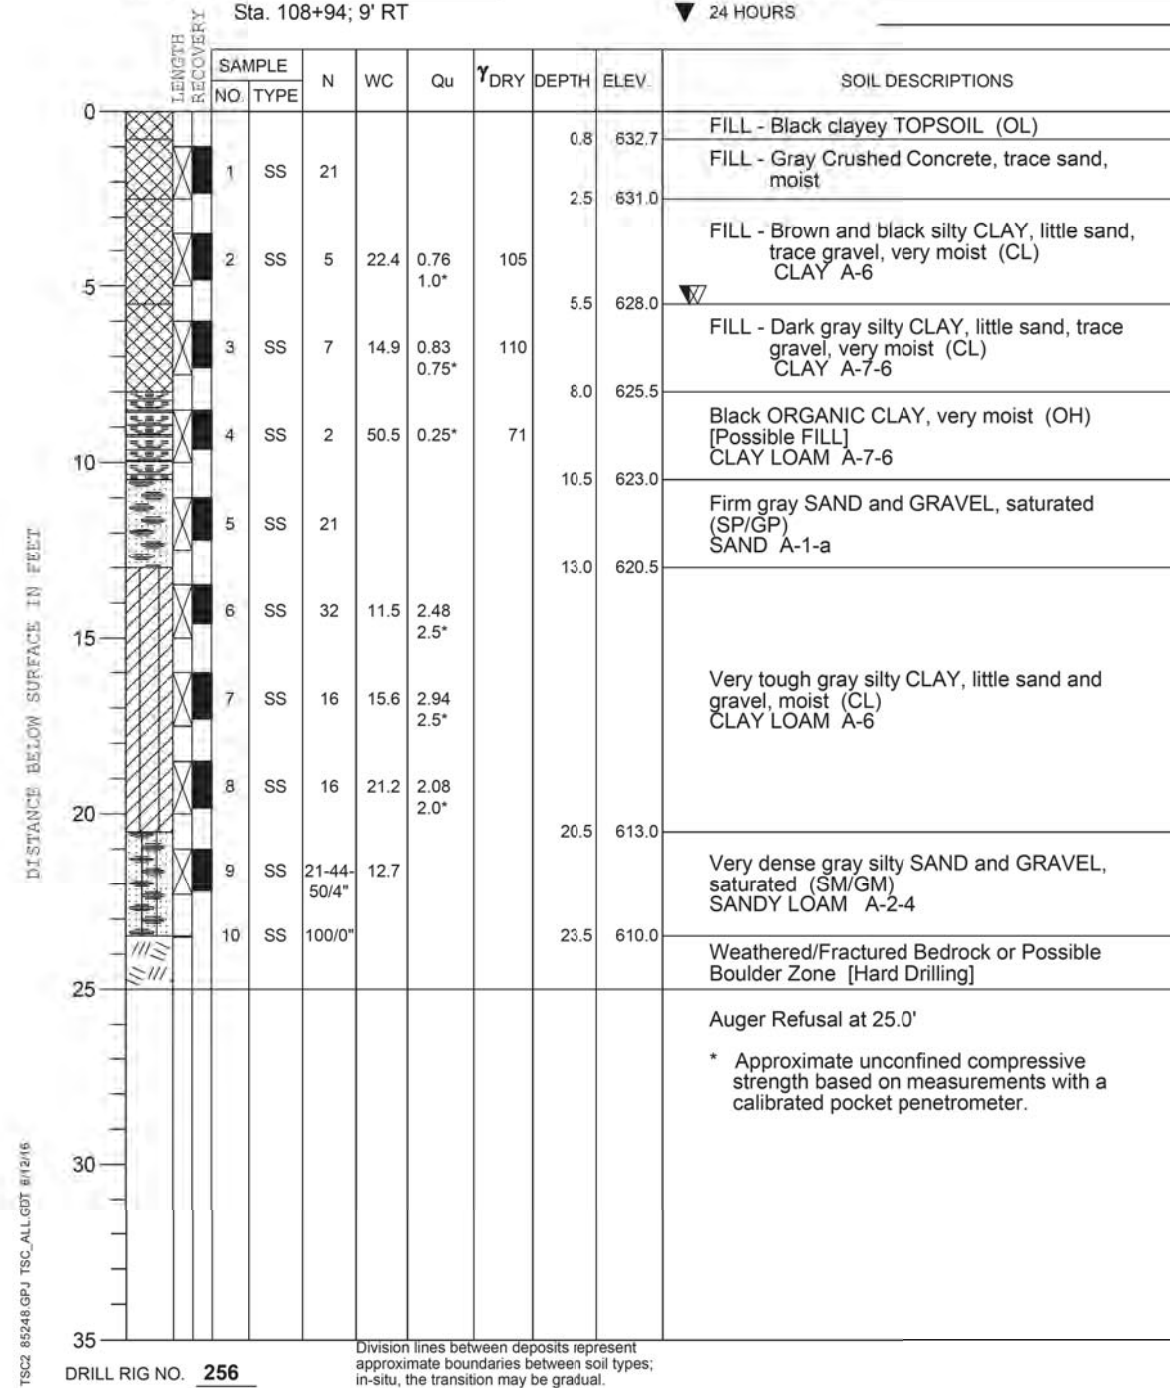 Sta. 108+94; 9' RT
▼ 24 HOURS
LENGTH
RECOVERY
SAMPLE
NO. TYPE
N
WC
Qu
γDRY
DEPTH
ELEV.
SOIL DESCRIPTIONS
0
FILL - Black clayey TOPSOIL (OL)
0.8 632.7
FILL - Gray Crushed Concrete, trace sand,
moist
1 SS 21
2.5 631.0
FILL - Brown and black silty CLAY, little sand,
trace gravel, very moist (CL)
CLAY A-6
2 SS 5 22.4 0.76 105
1.0*
5
5.5 628.0
FILL - Dark gray silty CLAY, little sand, trace
gravel, very moist (CL)
CLAY A-7-6
3 SS 7 14.9 0.83 110
0.75*
8.0 625.5
Black ORGANIC CLAY, very moist (OH)
[Possible FILL]
CLAY LOAM A-7-6
4 SS 2 50.5 0.25* 71
10
10.5 623.0
Firm gray SAND and GRAVEL, saturated
(SP/GP)
SAND A-1-a
5 SS 21
13.0 620.5
6 SS 32 11.5 2.48
2.5*
15
Very tough gray silty CLAY, little sand and
gravel, moist (CL)
CLAY LOAM A-6
7 SS 16 15.6 2.94
2.5*
8 SS 16 21.2 2.08
2.0*
20
20.5 613.0
Very dense gray silty SAND and GRAVEL,
saturated (SM/GM)
SANDY LOAM A-2-4
9 SS 21-44- 12.7
50/4"
10 SS 100/0"
23.5 610.0
Weathered/Fractured Bedrock or Possible
Boulder Zone [Hard Drilling]
25
Auger Refusal at 25.0'
* Approximate unconfined compressive
strength based on measurements with a
calibrated pocket penetrometer.
30
35
DISTANCE BELOW SURFACE IN FEET
TSC2 85248.GPJ TSC_ALL.GDT 6/12/16
DRILL RIG NO. 256
Division lines between deposits represent
approximate boundaries between soil types;
in-situ, the transition may be gradual.